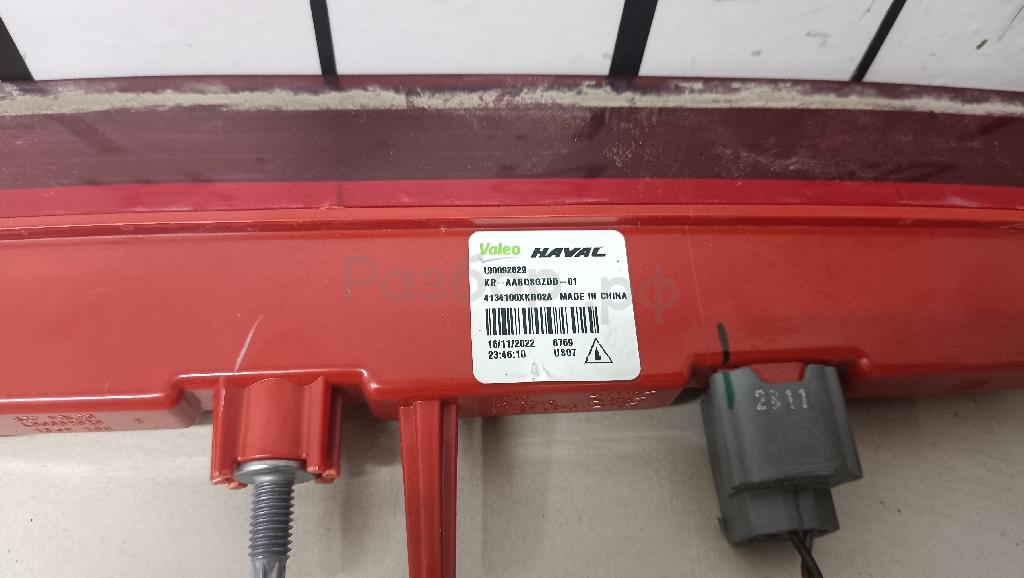 Valeo HAVAL
L90092629
KR-AABDSGZDD-01
4134100XKR02A MADE IN CHINA
16/11/2022 6769
23:46:10 US07
Разбор.рф
2311